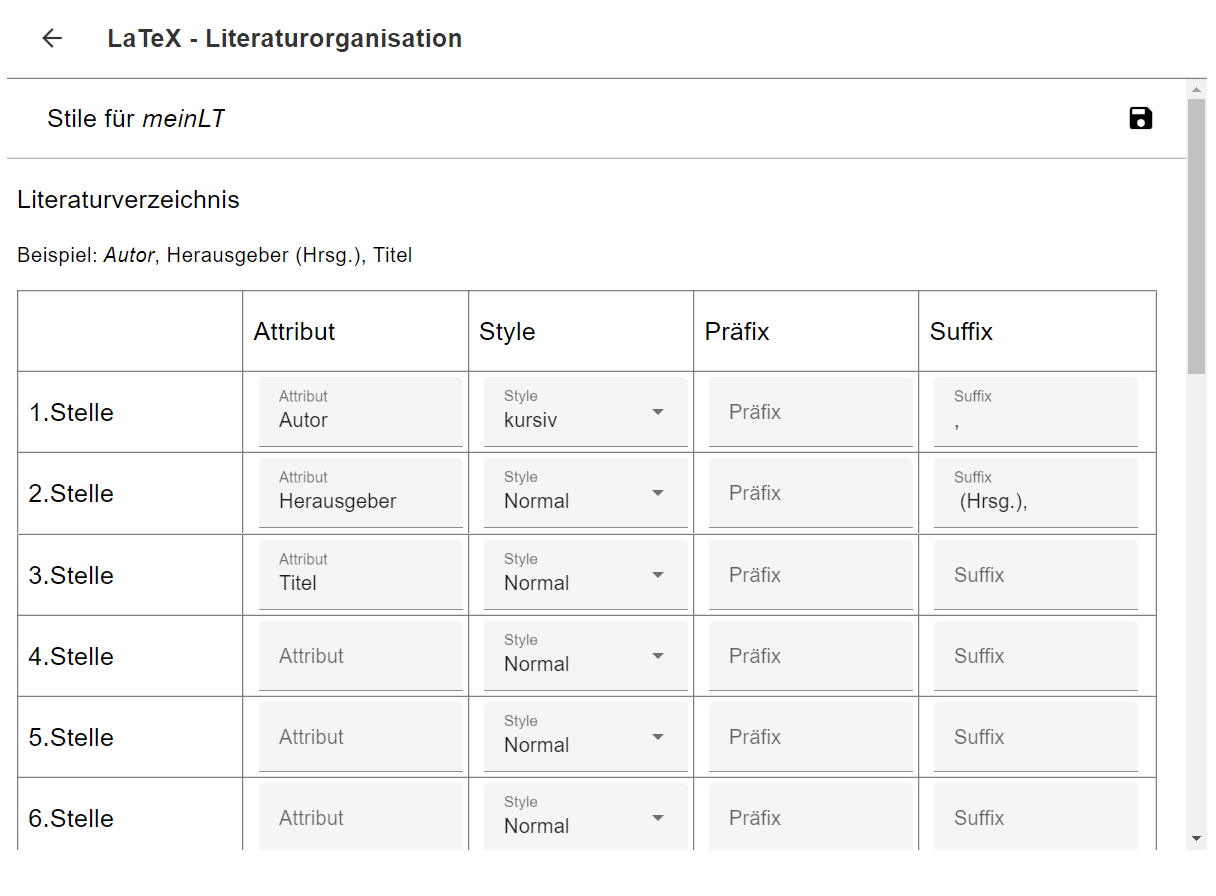 LaTeX - Literaturorganisation
Stile für meinLT
Literaturverzeichnis
Beispiel: Autor, Herausgeber (Hrsg.), Titel
Attribut Style Präfix Suffix
1.Stelle Attribut Autor Style kursiv Präfix Suffix ,
2.Stelle Attribut Herausgeber Style Normal Präfix Suffix (Hrsg.),
3.Stelle Attribut Titel Style Normal Präfix Suffix
4.Stelle Attribut Style Normal Präfix Suffix
5.Stelle Attribut Style Normal Präfix Suffix
6.Stelle Attribut Style Normal Präfix Suffix